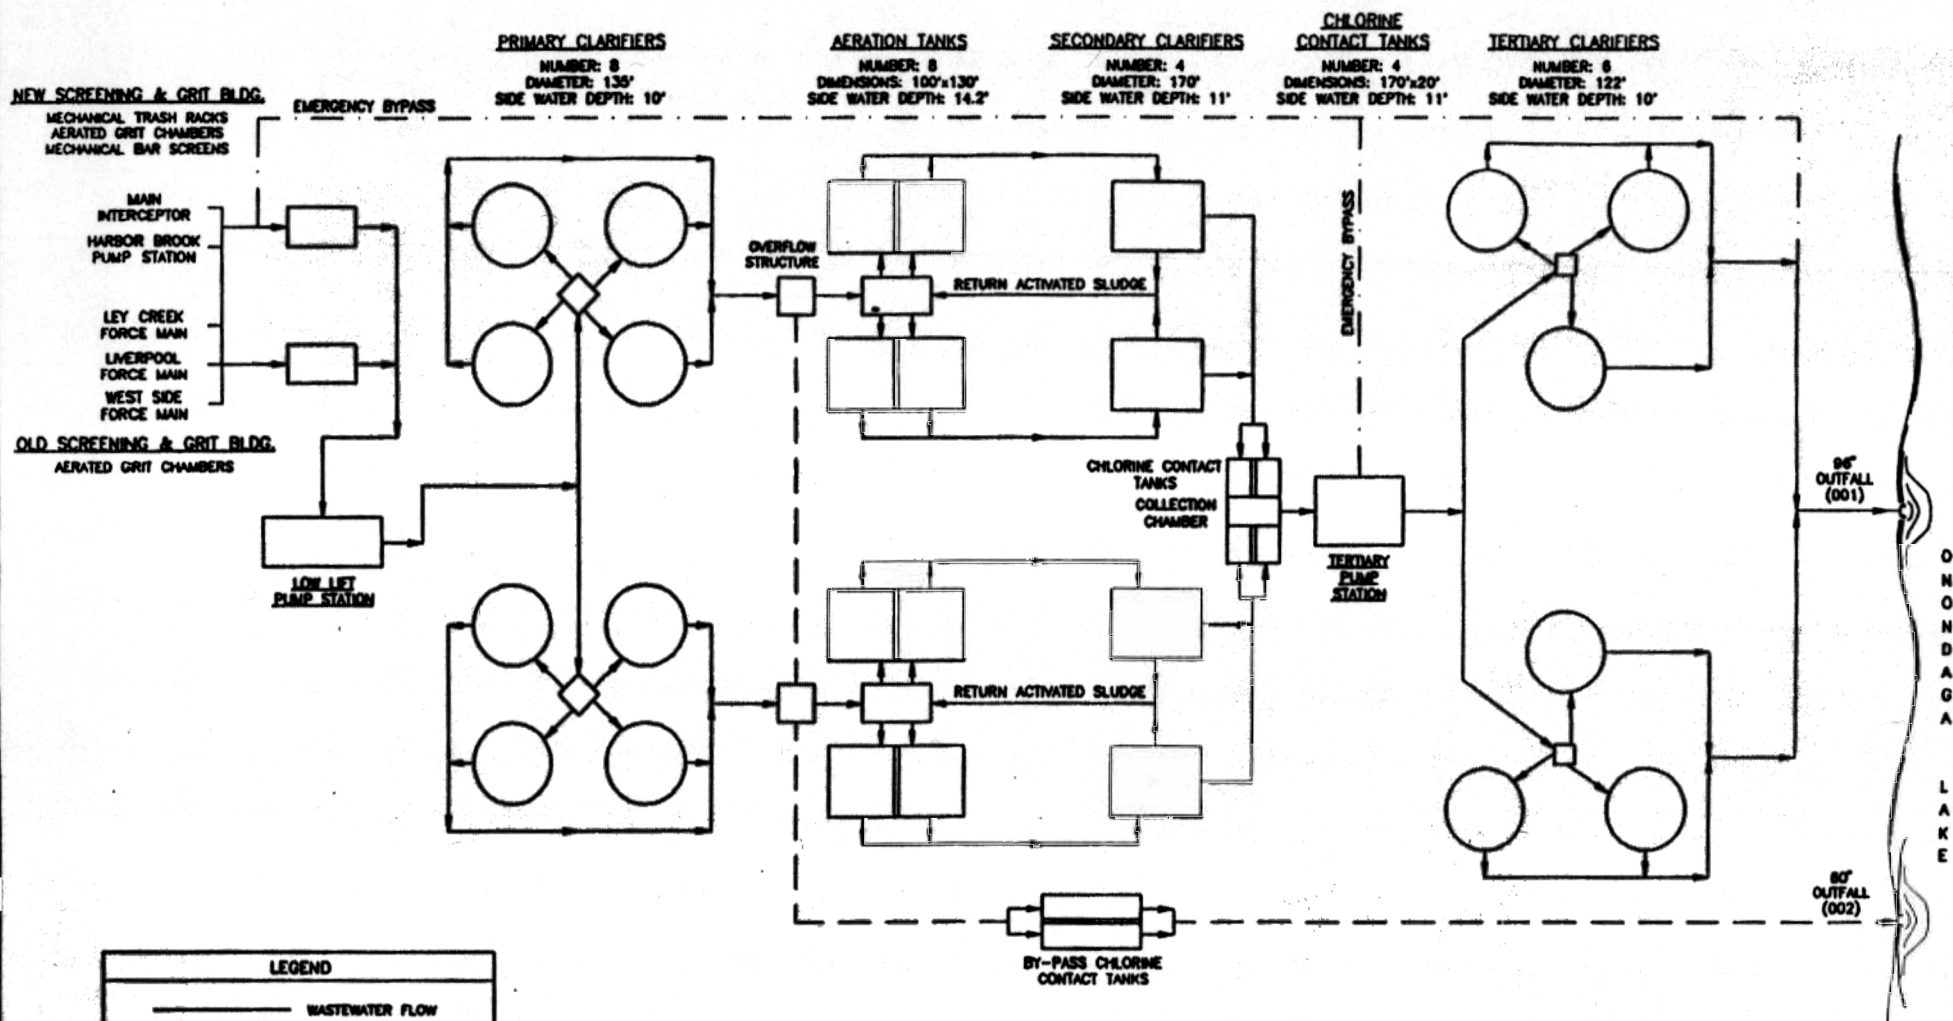 PRIMARY CLARIFIERS
NUMBER: 8
DIAMETER: 135'
SIDE WATER DEPTH: 10'
AERATION TANKS
NUMBER: 8
DIMENSIONS: 100'x130'
SIDE WATER DEPTH: 14.2'
SECONDARY CLARIFIERS
NUMBER: 4
DIAMETER: 170'
SIDE WATER DEPTH: 11'
CHLORINE
CONTACT TANKS
NUMBER: 4
DIMENSIONS: 170'x20'
SIDE WATER DEPTH: 11'
TERTIARY CLARIFIERS
NUMBER: 6
DIAMETER: 122'
SIDE WATER DEPTH: 10'
NEW SCREENING & GRIT BLDG.
MECHANICAL TRASH RACKS
AERATED GRIT CHAMBERS
MECHANICAL BAR SCREENS
EMERGENCY BYPASS
MAIN
INTERCEPTOR
HARBOR BROOK
PUMP STATION
LEY CREEK
FORCE MAIN
LIVERPOOL
FORCE MAIN
WEST SIDE
FORCE MAIN
OLD SCREENING & GRIT BLDG.
AERATED GRIT CHAMBERS
LOW LIFT
PUMP STATION
OVERFLOW
STRUCTURE
RETURN ACTIVATED SLUDGE
EMERGENCY BYPASS
CHLORINE CONTACT
TANKS
COLLECTION
CHAMBER
TERTIARY
PUMP
STATION
RETURN ACTIVATED SLUDGE
96"
OUTFALL
(001)
ONONDAGA LAKE
60"
OUTFALL
(002)
BY-PASS CHLORINE
CONTACT TANKS
LEGEND
WASTEWATER FLOW